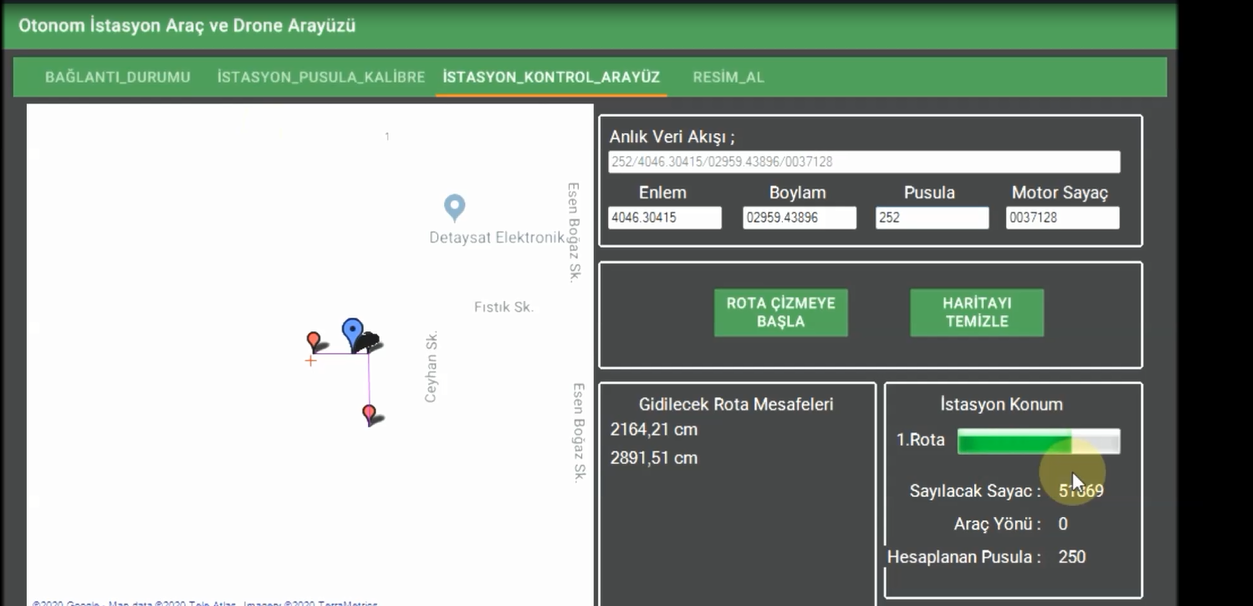 Otonom İstasyon Araç ve Drone Arayüzü
BAĞLANTI_DURUMU İSTASYON_PUSULA_KALİBRE İSTASYON_KONTROL_ARAYÜZ RESİM_AL
1
Detaysat Elektronik
Esen Boğaz Sk.
Fıstık Sk.
Ceyhan Sk.
Esen Boğaz Sk.
©2020 Google - Map data ©2020 Tele Atlas, Imagery ©2020 TerraMetrics
Anlık Veri Akışı ;
252/4046.30415/02959.43896/0037128
Enlem Boylam Pusula Motor Sayaç
4046.30415 02959.43896 252 0037128
ROTA ÇİZMEYE
BAŞLA
HARİTAYI
TEMİZLE
Gidilecek Rota Mesafeleri
2164,21 cm
2891,51 cm
İstasyon Konum
1.Rota
Sayılacak Sayac :
Araç Yönü : 0
Hesaplanan Pusula : 250